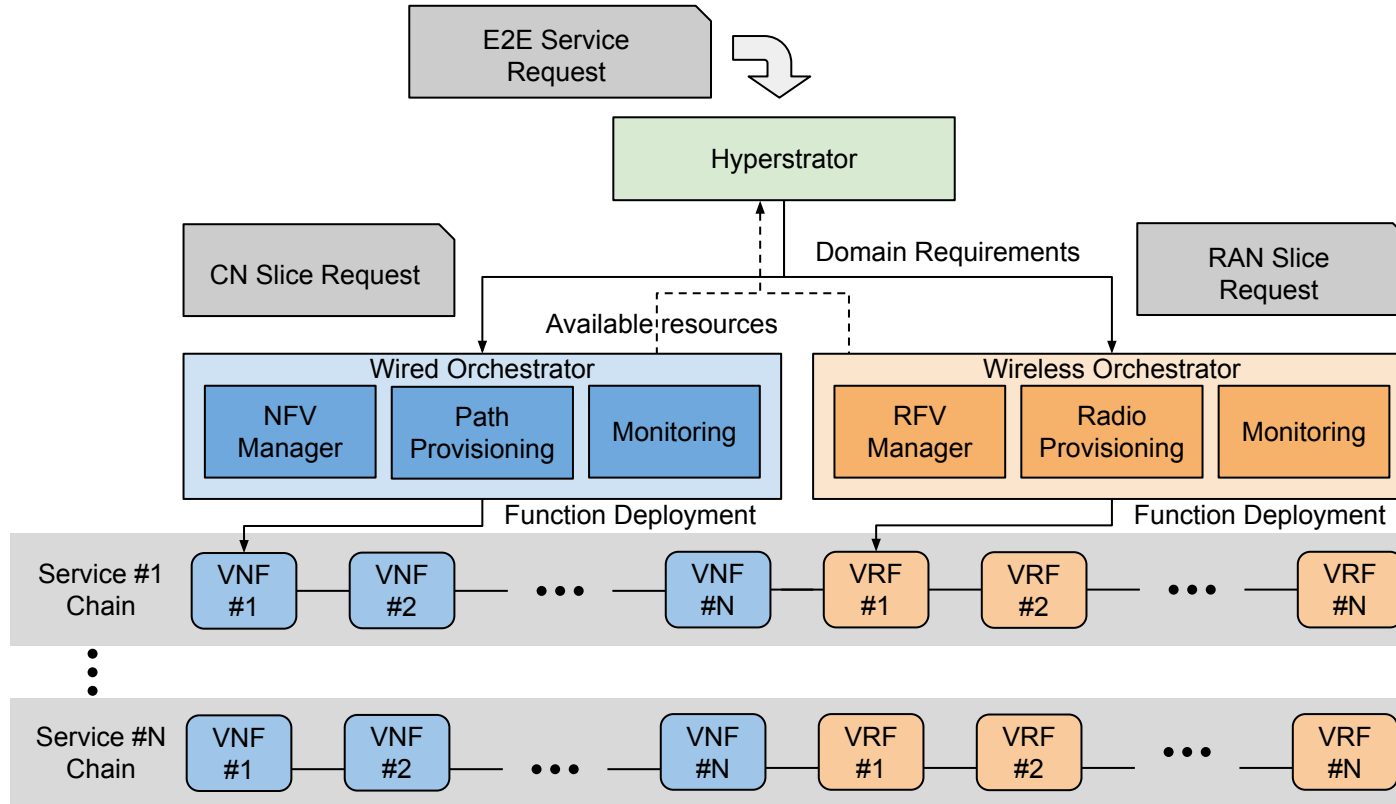 E2E Service
Request
Hyperstrator
CN Slice Request
Domain Requirements
RAN Slice
Request
Available resources
Wired Orchestrator
NFV
Manager
Path
Provisioning
Monitoring
Wireless Orchestrator
RFV
Manager
Radio
Provisioning
Monitoring
Function Deployment
Function Deployment
Service #1
Chain
VNF
#1
VNF
#2
VNF
#N
VRF
#1
VRF
#2
VRF
#N
Service #N
Chain
VNF
#1
VNF
#2
VNF
#N
VRF
#1
VRF
#2
VRF
#N